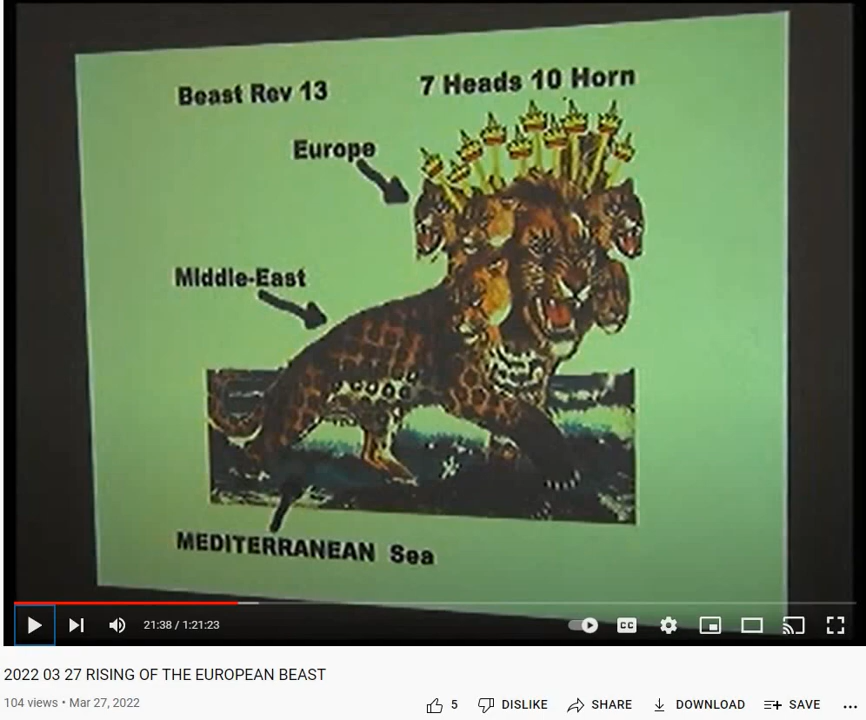 Beast Rev 13
7 Heads 10 Horn
Europe
Middle-East
MEDITERRANEAN Sea
21:38 / 1:21:23
CC
2022 03 27 RISING OF THE EUROPEAN BEAST
104 views • Mar 27, 2022
5 DISLIKE SHARE DOWNLOAD SAVE